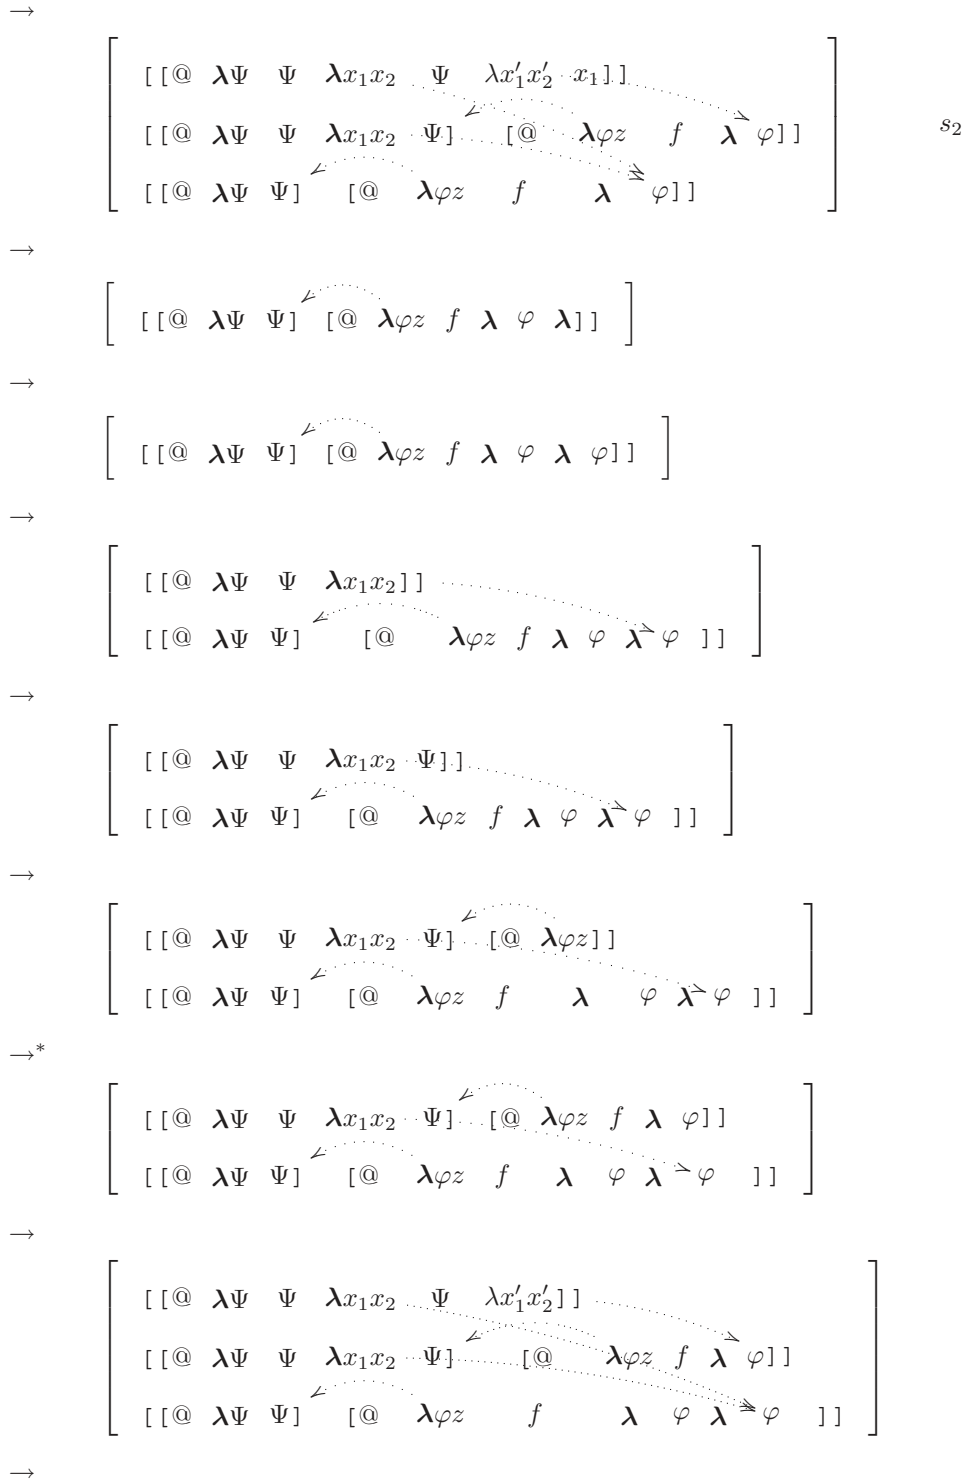 →
[ [@ λΨ Ψ λx₁x₂ Ψ λx′₁x′₂ x₁] ]
[ [@ λΨ Ψ λx₁x₂ Ψ] [@ λφz f λ φ] ] s₂
[ [@ λΨ Ψ] [@ λφz f λ φ] ]
→
[ [@ λΨ Ψ] [@ λφz f λ φ λ] ]
→
[ [@ λΨ Ψ] [@ λφz f λ φ λ φ] ]
→
[ [@ λΨ Ψ λx₁x₂] ]
[ [@ λΨ Ψ] [@ λφz f λ φ λ φ ] ]
→
[ [@ λΨ Ψ λx₁x₂ Ψ] ]
[ [@ λΨ Ψ] [@ λφz f λ φ λ φ ] ]
→
[ [@ λΨ Ψ λx₁x₂ Ψ] [@ λφz] ]
[ [@ λΨ Ψ] [@ λφz f λ φ λ φ ] ]
→*
[ [@ λΨ Ψ λx₁x₂ Ψ] [@ λφz f λ φ] ]
[ [@ λΨ Ψ] [@ λφz f λ φ λ φ ] ]
→
[ [@ λΨ Ψ λx₁x₂ Ψ λx′₁x′₂] ]
[ [@ λΨ Ψ λx₁x₂ Ψ] [@ λφz f λ φ] ]
[ [@ λΨ Ψ] [@ λφz f λ φ λ φ ] ]
→